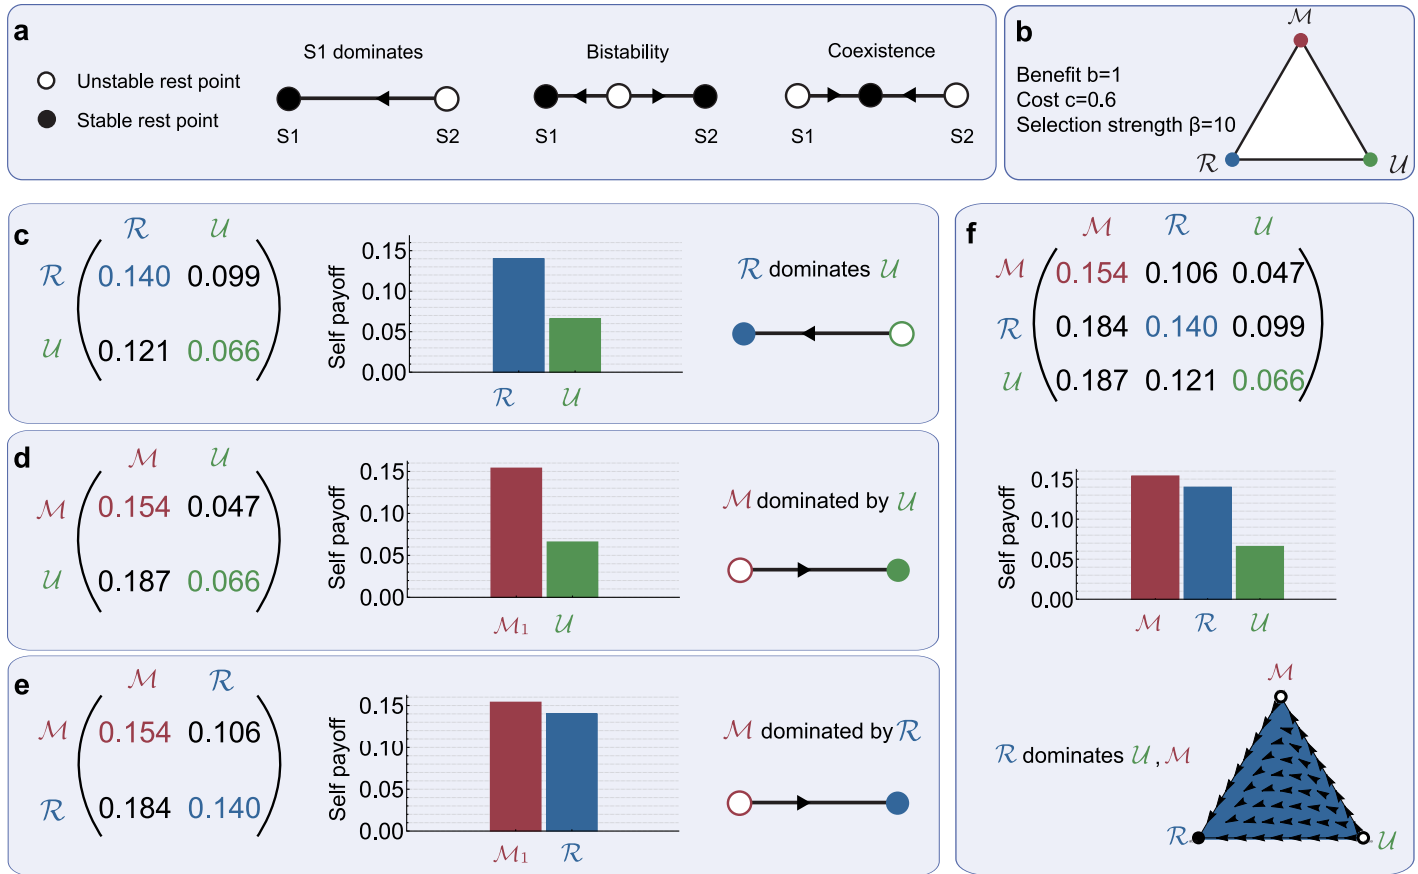 a
S1 dominates
Bistability
Coexistence
Unstable rest point
Stable rest point
S1
S2
S1
S2
S1
S2
b
Benefit b=1
Cost c=0.6
Selection strength β=10
ℳ
ℛ
𝒰
c
ℛ 𝒰
ℛ 0.140 0.099
𝒰 0.121 0.066
Self payoff
0.15
0.10
0.05
0.00
ℛ 𝒰
ℛ dominates 𝒰
d
ℳ 𝒰
ℳ 0.154 0.047
𝒰 0.187 0.066
Self payoff
0.15
0.10
0.05
0.00
ℳ₁ 𝒰
ℳ dominated by 𝒰
e
ℳ ℛ
ℳ 0.154 0.106
ℛ 0.184 0.140
Self payoff
0.15
0.10
0.05
0.00
ℳ₁ ℛ
ℳ dominated by ℛ
f
ℳ ℛ 𝒰
ℳ 0.154 0.106 0.047
ℛ 0.184 0.140 0.099
𝒰 0.187 0.121 0.066
Self payoff
0.15
0.10
0.05
0.00
ℳ ℛ 𝒰
ℛ dominates 𝒰 , ℳ
ℳ
ℛ
𝒰